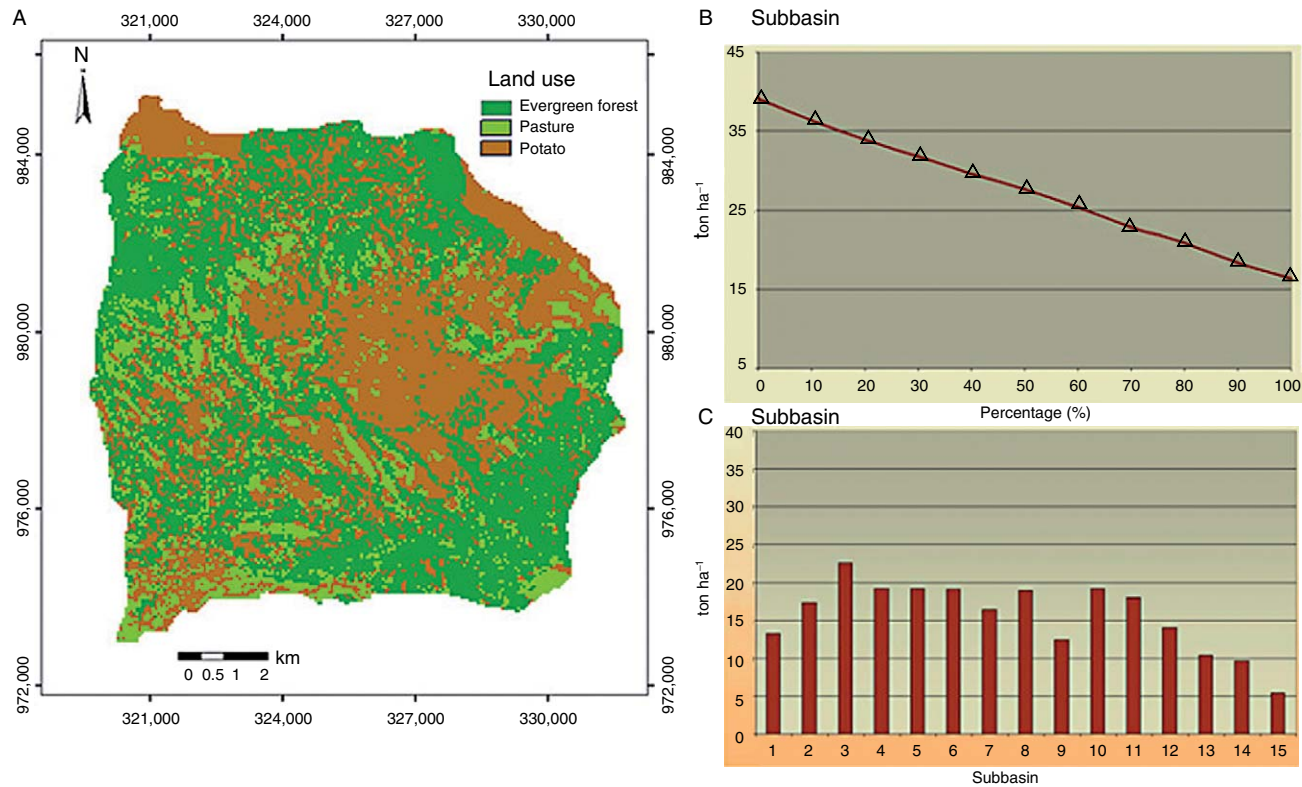 A
321,000 324,000 327,000 330,000
N
Land use
Evergreen forest
Pasture
Potato
984,000 984,000
980,000 980,000
976,000 976,000
972,000 972,000
km
0 0.5 1 2
321,000 324,000 327,000 330,000
B Subbasin
45
35
25
15
5
ton ha⁻¹
0 10 20 30 40 50 60 70 80 90 100
Percentage (%)
C Subbasin
40
35
30
25
20
15
10
5
0
ton ha⁻¹
1 2 3 4 5 6 7 8 9 10 11 12 13 14 15
Subbasin